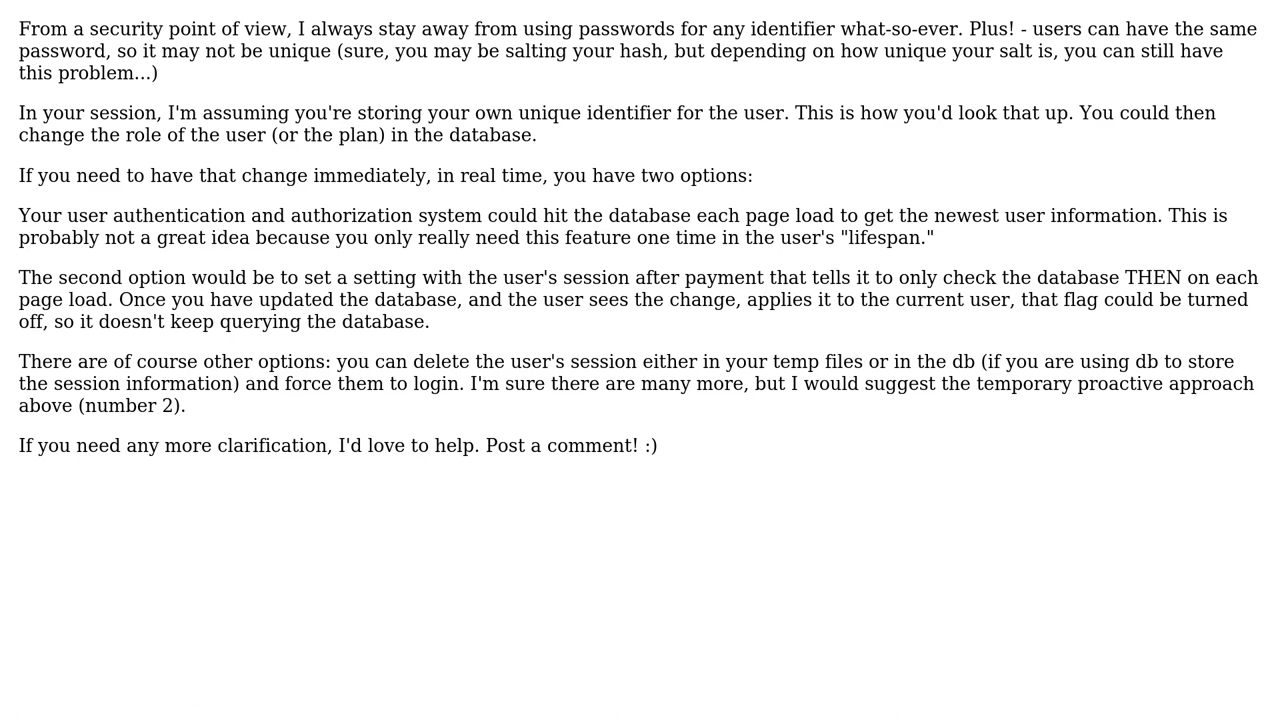 From a security point of view, I always stay away from using passwords for any identifier what-so-ever. Plus! - users can have the same
password, so it may not be unique (sure, you may be salting your hash, but depending on how unique your salt is, you can still have
this problem...)
In your session, I'm assuming you're storing your own unique identifier for the user. This is how you'd look that up. You could then
change the role of the user (or the plan) in the database.
If you need to have that change immediately, in real time, you have two options:
Your user authentication and authorization system could hit the database each page load to get the newest user information. This is
probably not a great idea because you only really need this feature one time in the user's "lifespan."
The second option would be to set a setting with the user's session after payment that tells it to only check the database THEN on each
page load. Once you have updated the database, and the user sees the change, applies it to the current user, that flag could be turned
off, so it doesn't keep querying the database.
There are of course other options: you can delete the user's session either in your temp files or in the db (if you are using db to store
the session information) and force them to login. I'm sure there are many more, but I would suggest the temporary proactive approach
above (number 2).
If you need any more clarification, I'd love to help. Post a comment! :)